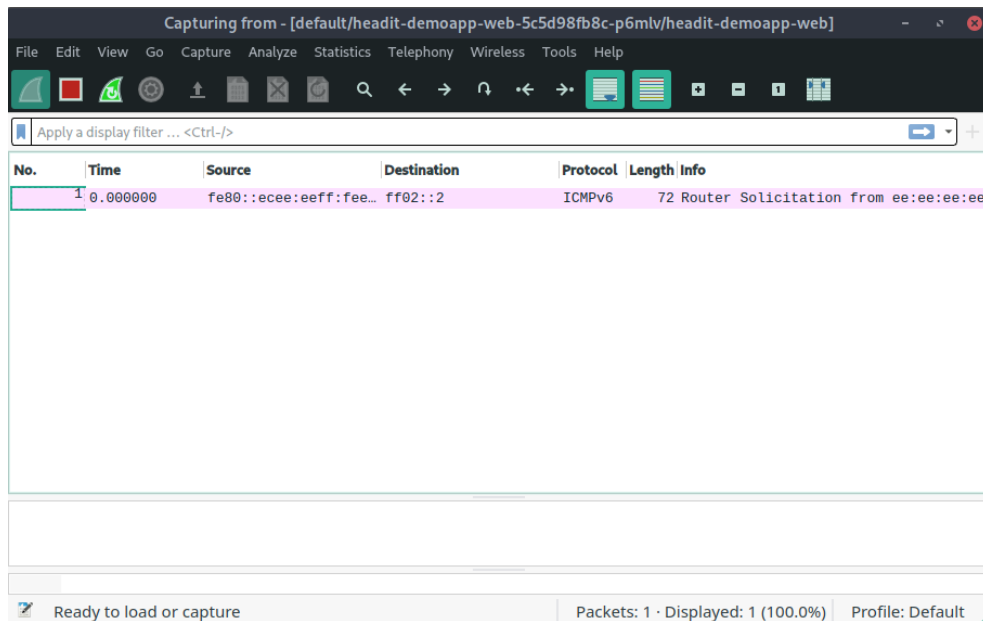 Capturing from - [default/headit-demoapp-web-5c5d98fb8c-p6mlv/headit-demoapp-web]
File Edit View Go Capture Analyze Statistics Telephony Wireless Tools Help
Apply a display filter … <Ctrl-/>
No. Time Source Destination Protocol Length Info
1 0.000000 fe80::ecee:eeff:fee… ff02::2 ICMPv6 72 Router Solicitation from ee:ee:ee:ee
Ready to load or capture Packets: 1 · Displayed: 1 (100.0%) Profile: Default